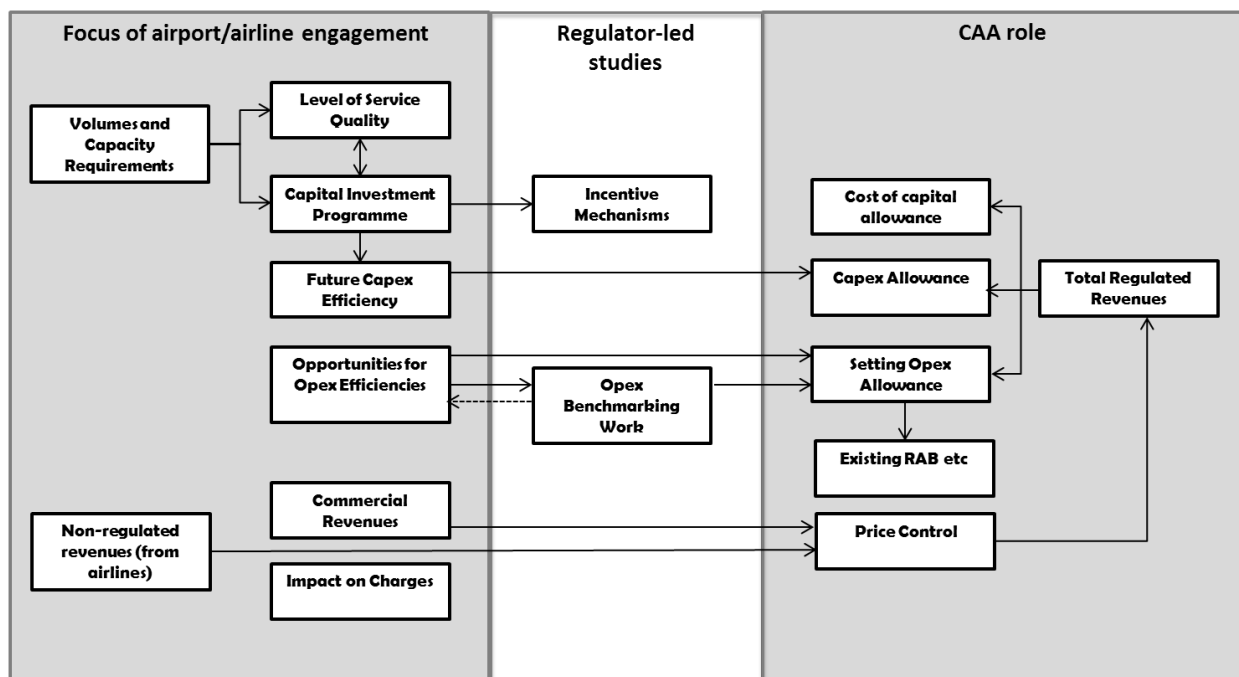 Focus of airport/airline engagement
Regulator-led
studies
CAA role
Volumes and
Capacity
Requirements
Level of Service
Quality
Capital Investment
Programme
Incentive
Mechanisms
Cost of capital
allowance
Future Capex
Efficiency
Capex Allowance
Total Regulated
Revenues
Opportunities for
Opex Efficiencies
Opex
Benchmarking
Work
Setting Opex
Allowance
Existing RAB etc
Commercial
Revenues
Non-regulated
revenues (from
airlines)
Price Control
Impact on Charges